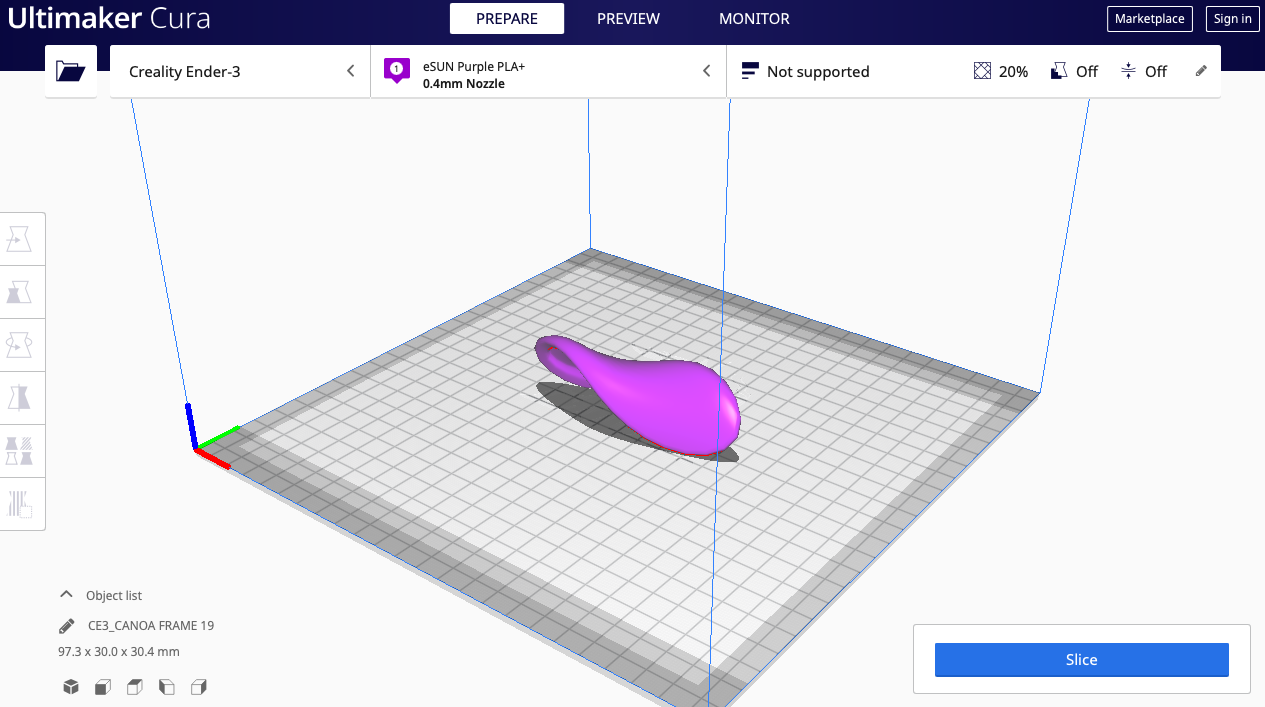 Ultimaker Cura
PREPARE
PREVIEW
MONITOR
Marketplace
Sign in
Creality Ender-3
1
eSUN Purple PLA+
0.4mm Nozzle
Not supported
20%
Off
Off
Object list
CE3_CANOA FRAME 19
97.3 x 30.0 x 30.4 mm
Slice